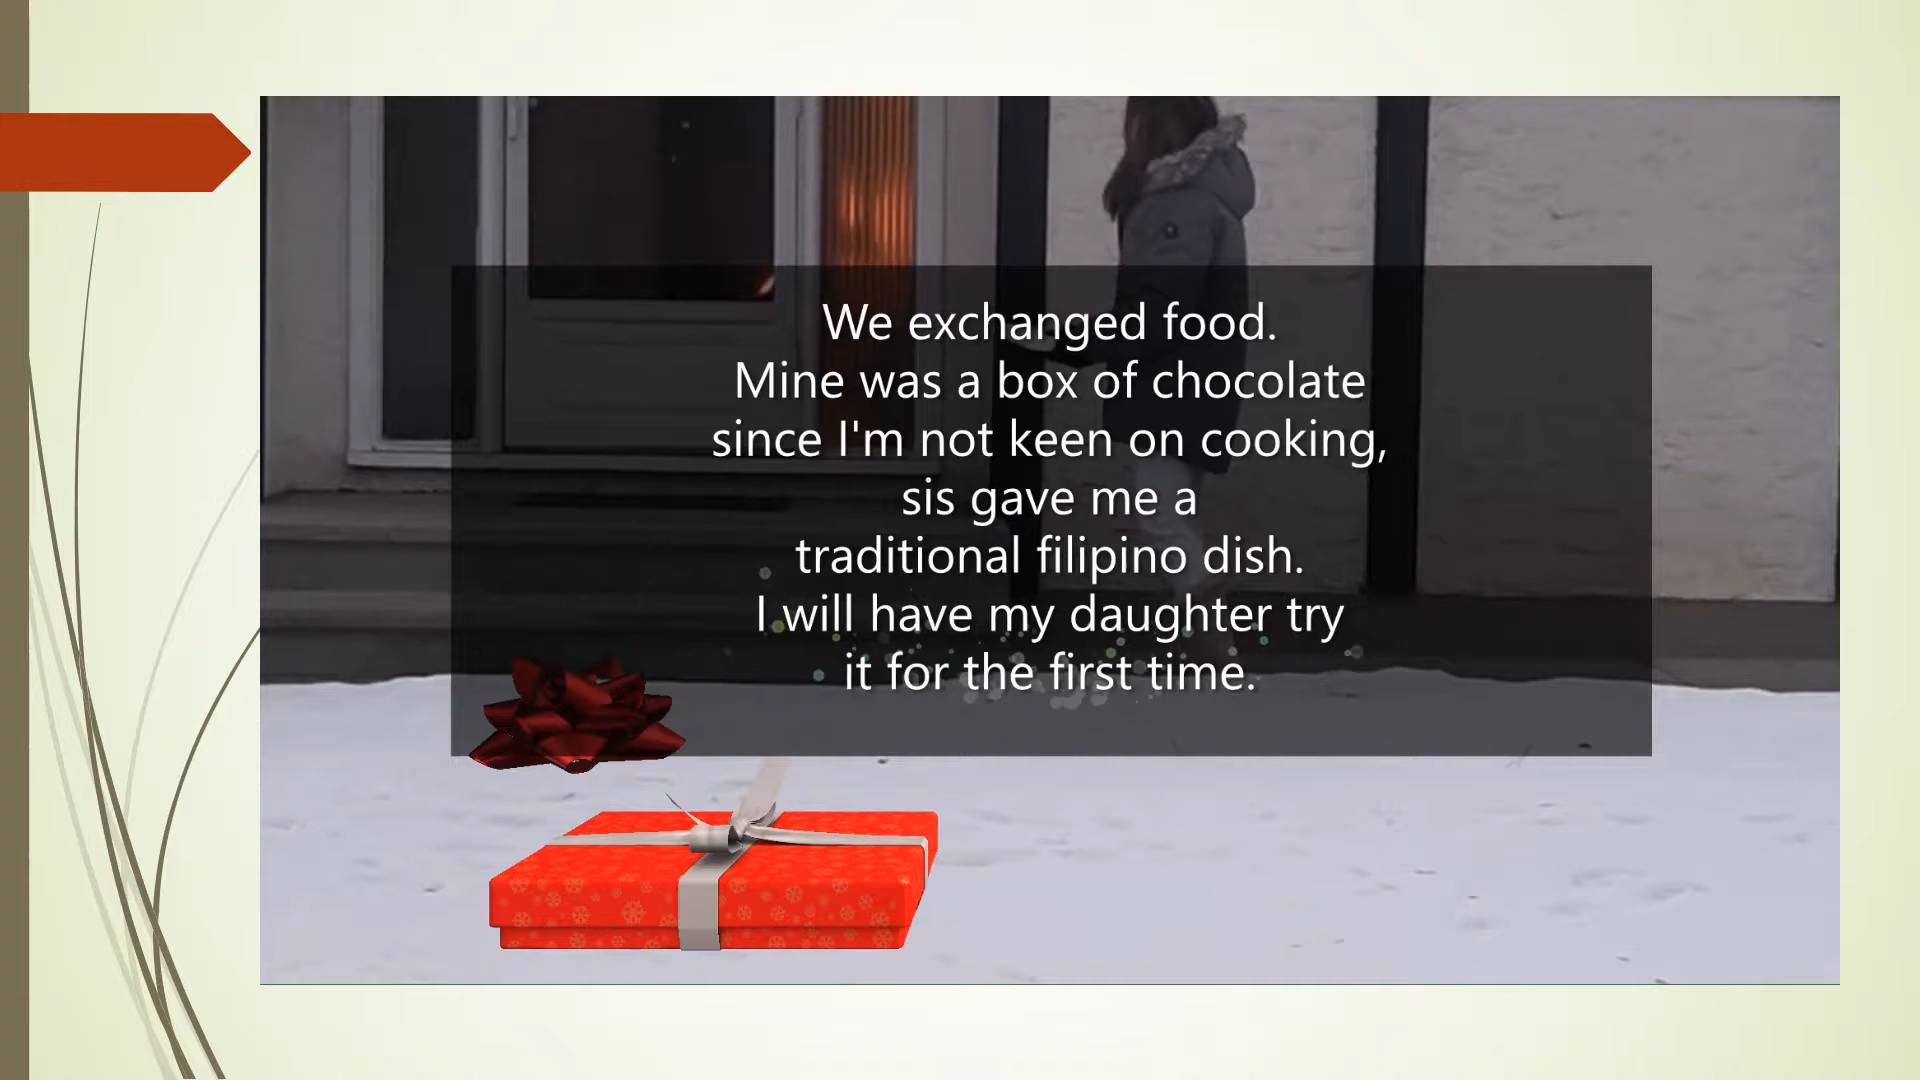 We exchanged food.
Mine was a box of chocolate
since I'm not keen on cooking,
sis gave me a
traditional filipino dish.
I will have my daughter try
it for the first time.